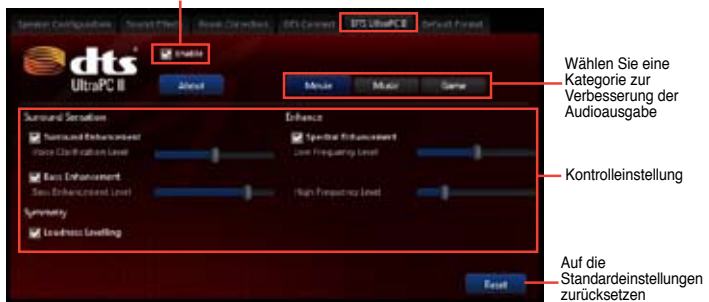 Speaker Configuration Sound Effect Room Correction DTS Connect DTS UltraPC II Default Format
dts
UltraPC II
Enable
About
Movie Music Game
Wählen Sie eine
Kategorie zur
Verbesserung der
Audioausgabe
Surround Sensation
Surround Enhancement
Voice Clarification Level
Bass Enhancement
Bass Enhancement Level
Symmetry
Loudness Levelling
Enhance
Spectral Enhancement
Low Frequency Level
High Frequency Level
Kontrolleinstellung
Reset
Auf die
Standardeinstellungen
zurücksetzen